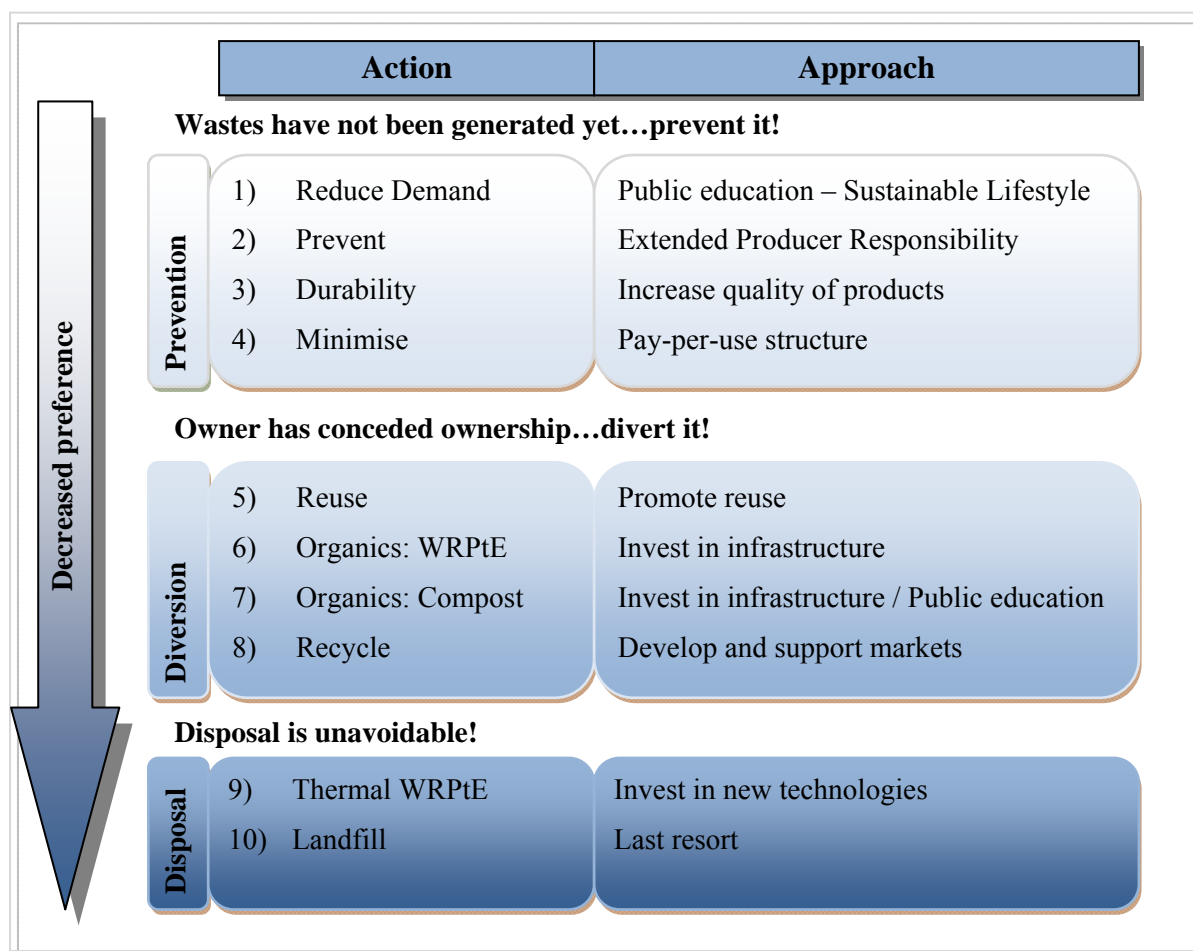 Action Approach
Wastes have not been generated yet…prevent it!
Prevention
1) Reduce Demand Public education – Sustainable Lifestyle
2) Prevent Extended Producer Responsibility
3) Durability Increase quality of products
4) Minimise Pay-per-use structure
Decreased preference
Owner has conceded ownership…divert it!
Diversion
5) Reuse Promote reuse
6) Organics: WRPtE Invest in infrastructure
7) Organics: Compost Invest in infrastructure / Public education
8) Recycle Develop and support markets
Disposal is unavoidable!
Disposal
9) Thermal WRPtE Invest in new technologies
10) Landfill Last resort